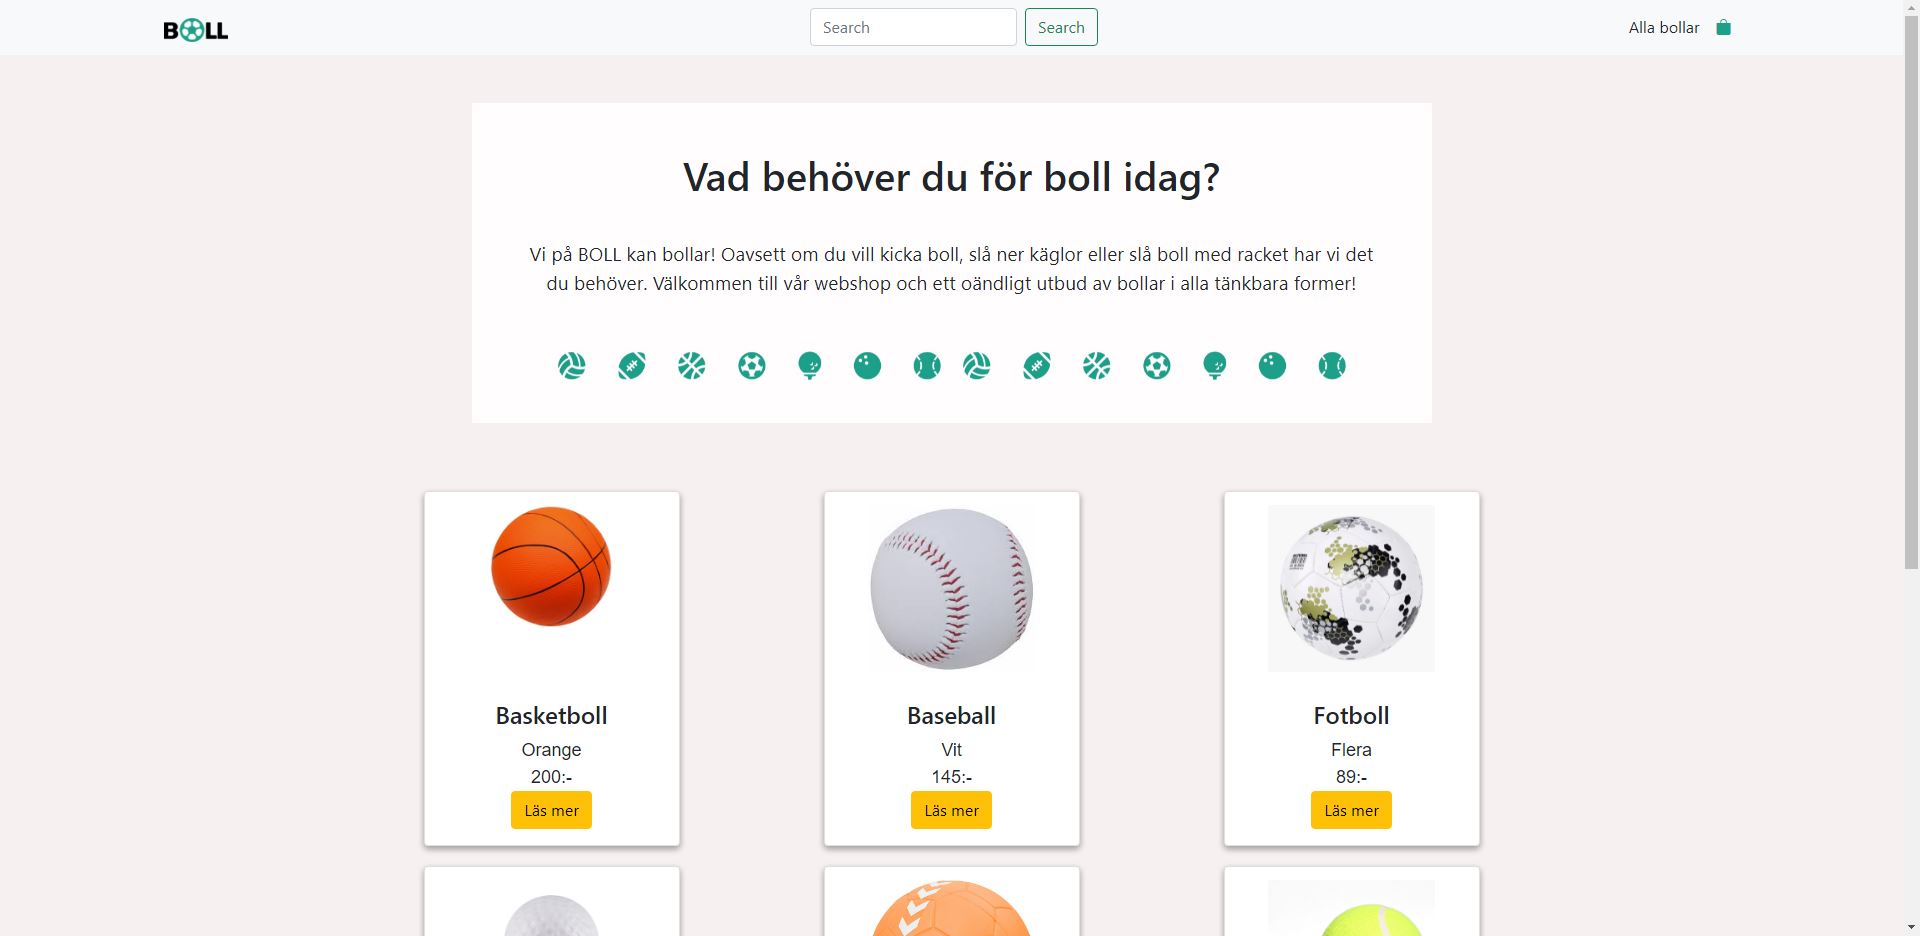 BOLL
Search
Search
Alla bollar
Vad behöver du för boll idag?
Vi på BOLL kan bollar! Oavsett om du vill kicka boll, slå ner käglor eller slå boll med racket har vi det
du behöver. Välkommen till vår webshop och ett oändligt utbud av bollar i alla tänkbara former!
Basketboll
Orange
200:-
Läs mer
Baseball
Vit
145:-
Läs mer
Fotboll
Flera
89:-
Läs mer